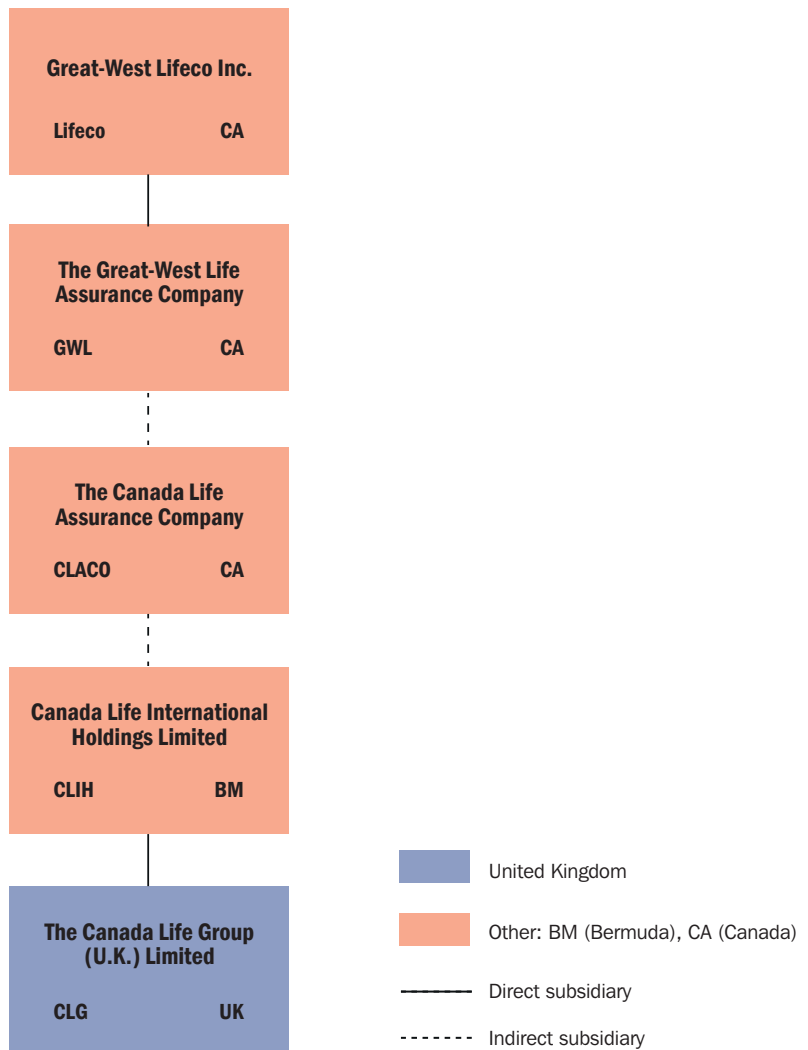 Great-West Lifeco Inc.
Lifeco CA
The Great-West Life
Assurance Company
GWL CA
The Canada Life
Assurance Company
CLACO CA
Canada Life International
Holdings Limited
CLIH BM
The Canada Life Group
(U.K.) Limited
CLG UK
United Kingdom
Other: BM (Bermuda), CA (Canada)
Direct subsidiary
Indirect subsidiary